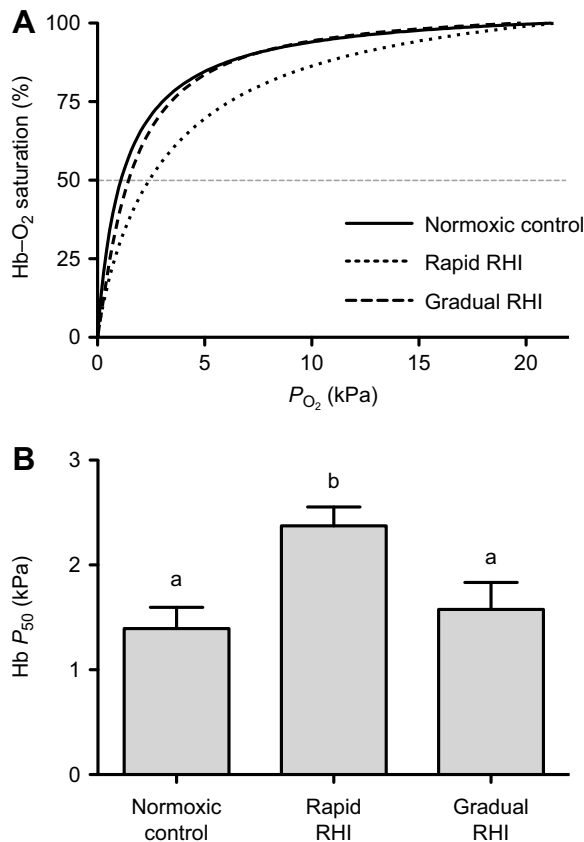 A
100
75
50
25
0
Hb–O2 saturation (%)
Normoxic control
Rapid RHI
Gradual RHI
0 5 10 15 20
PO2 (kPa)
B
3
2
1
0
Hb P50 (kPa)
a
b
a
Normoxic
control
Rapid
RHI
Gradual
RHI